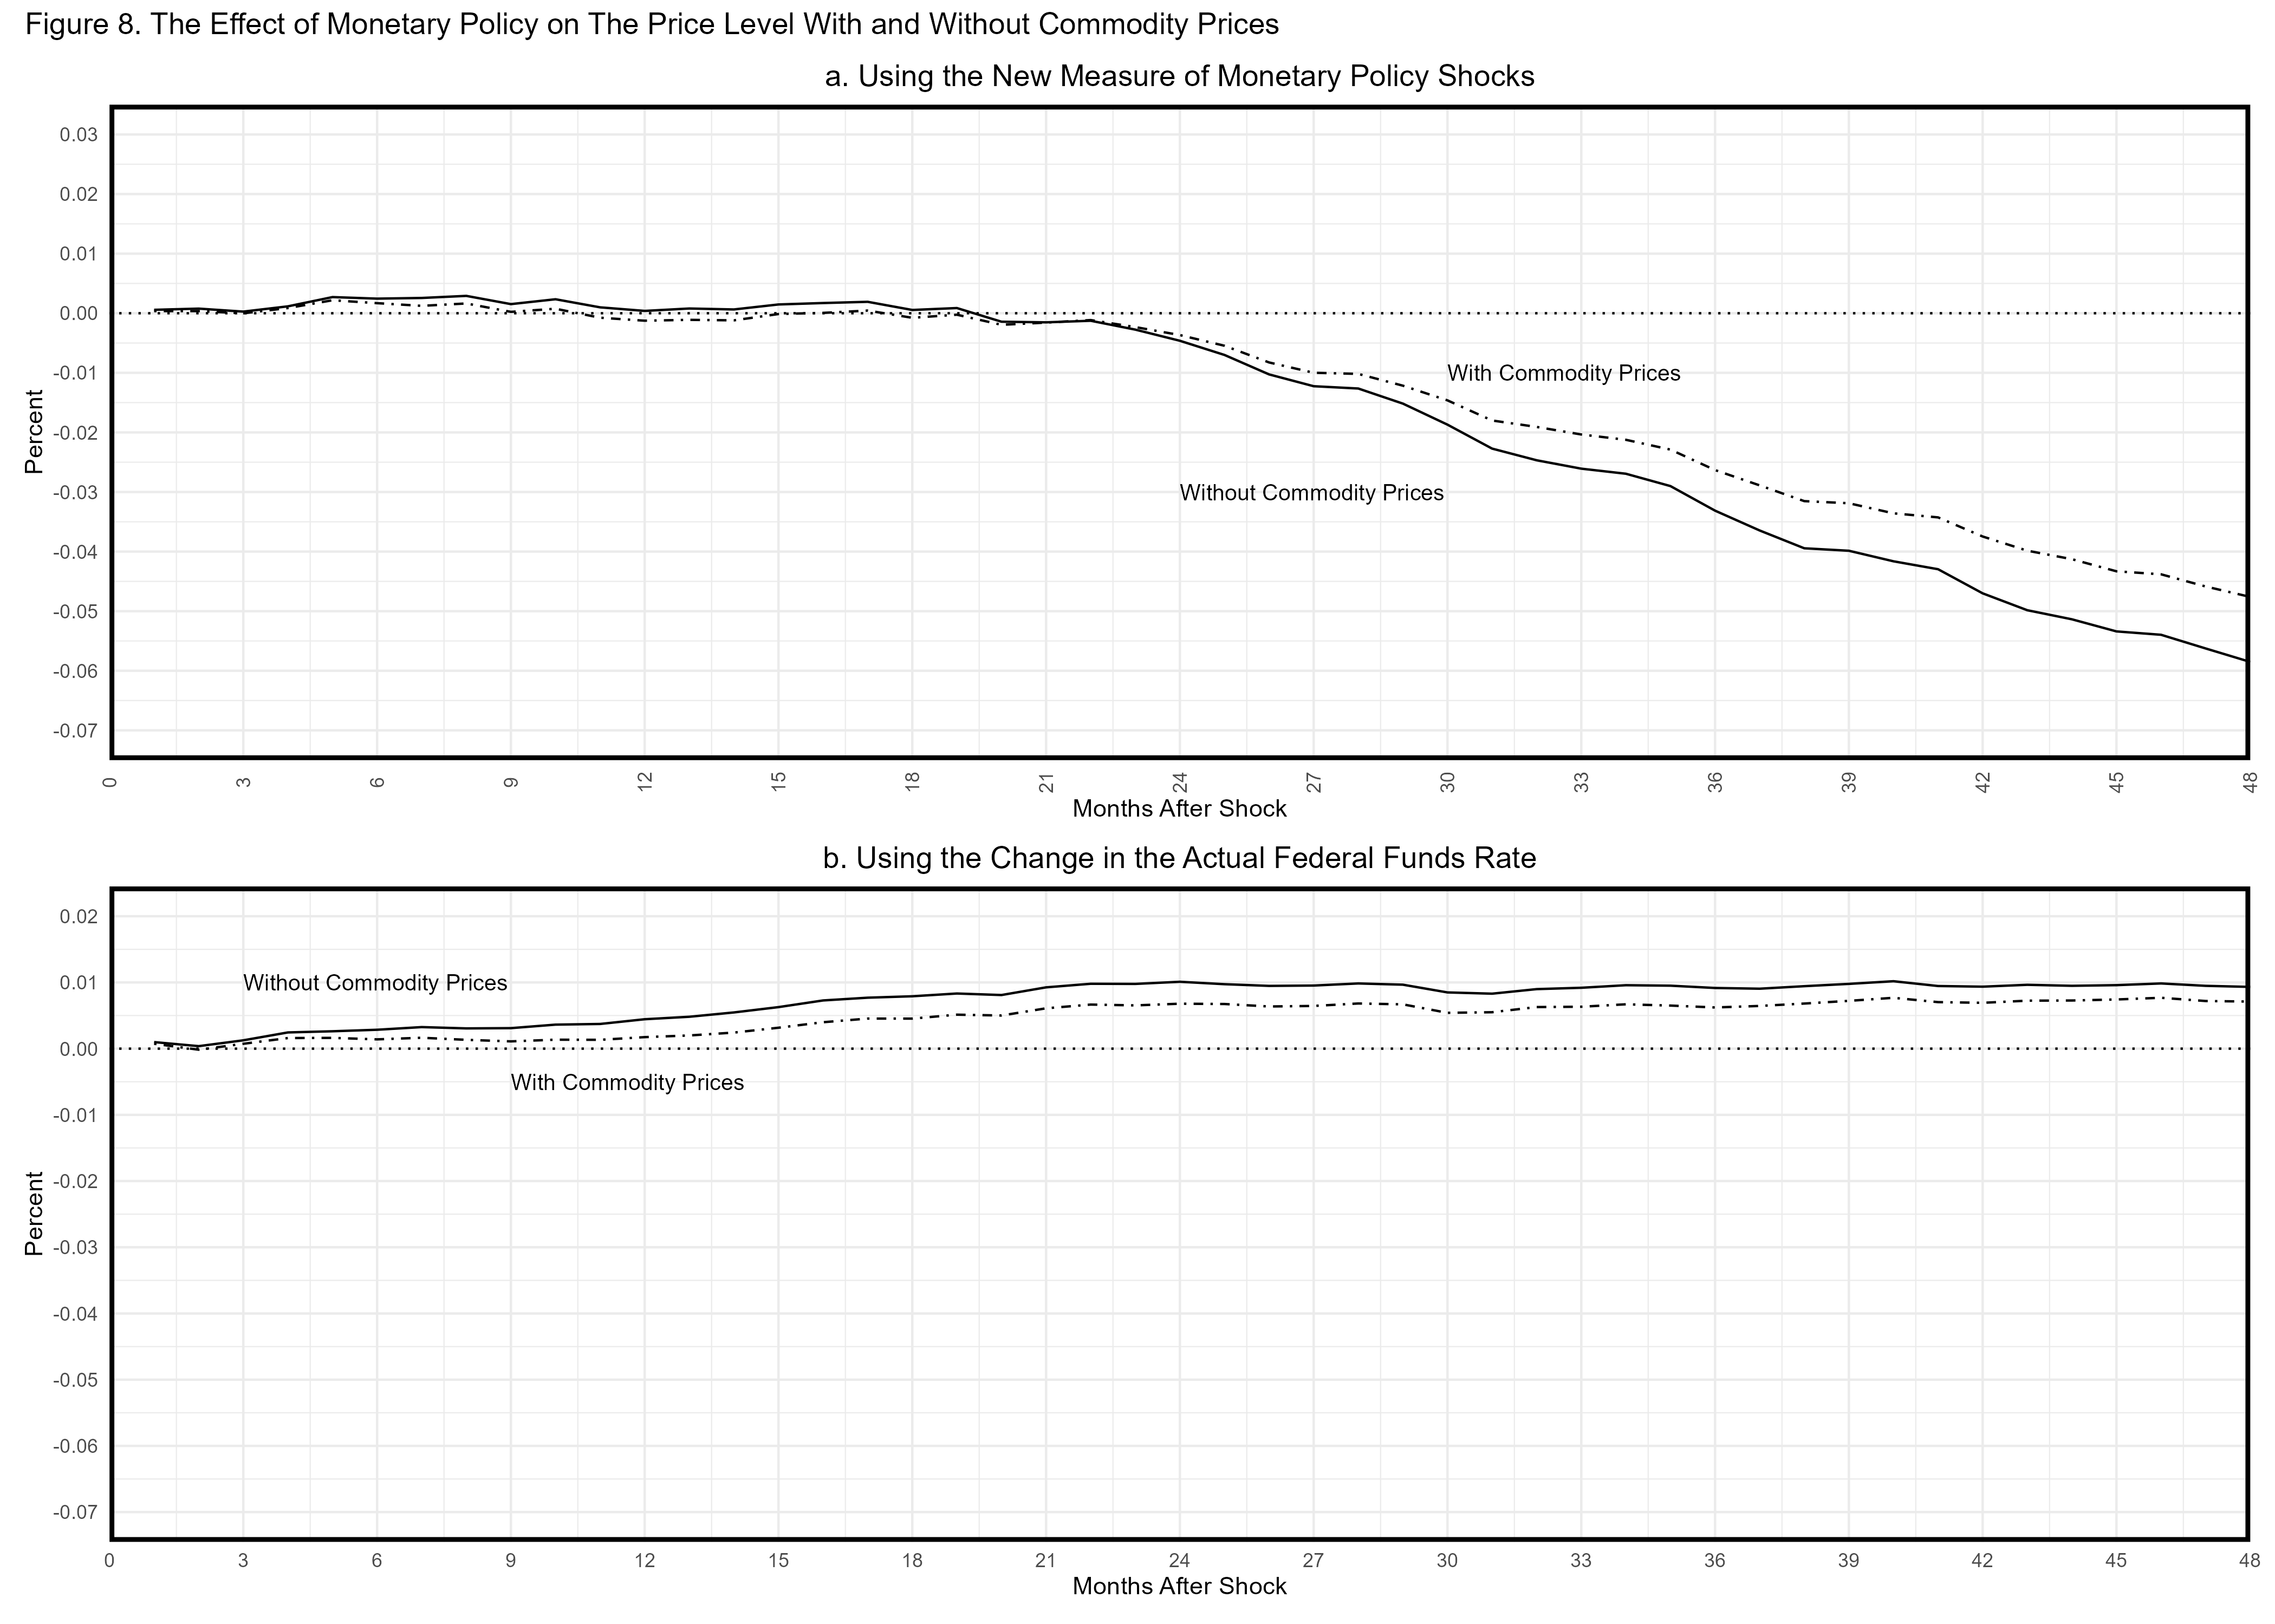 Figure 8. The Effect of Monetary Policy on The Price Level With and Without Commodity Prices
a. Using the New Measure of Monetary Policy Shocks
Percent
0.03
0.02
0.01
0.00
-0.01
-0.02
-0.03
-0.04
-0.05
-0.06
-0.07
With Commodity Prices
Without Commodity Prices
0 3 6 9 12 15 18 21 24 27 30 33 36 39 42 45 48
Months After Shock
b. Using the Change in the Actual Federal Funds Rate
Percent
0.02
0.01
0.00
-0.01
-0.02
-0.03
-0.04
-0.05
-0.06
-0.07
Without Commodity Prices
With Commodity Prices
0 3 6 9 12 15 18 21 24 27 30 33 36 39 42 45 48
Months After Shock